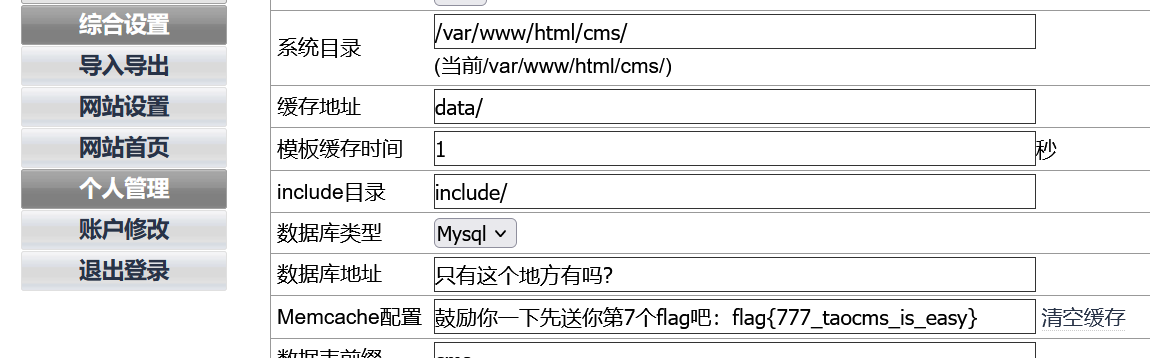 综合设置
导入导出
网站设置
网站首页
个人管理
账户修改
退出登录
系统目录 /var/www/html/cms/
(当前/var/www/html/cms/)
缓存地址 data/
模板缓存时间 1 秒
include目录 include/
数据库类型 Mysql
数据库地址 只有这个地方有吗?
Memcache配置 鼓励你一下先送你第7个flag吧：flag{777_taocms_is_easy} 清空缓存
数据表前缀 cms